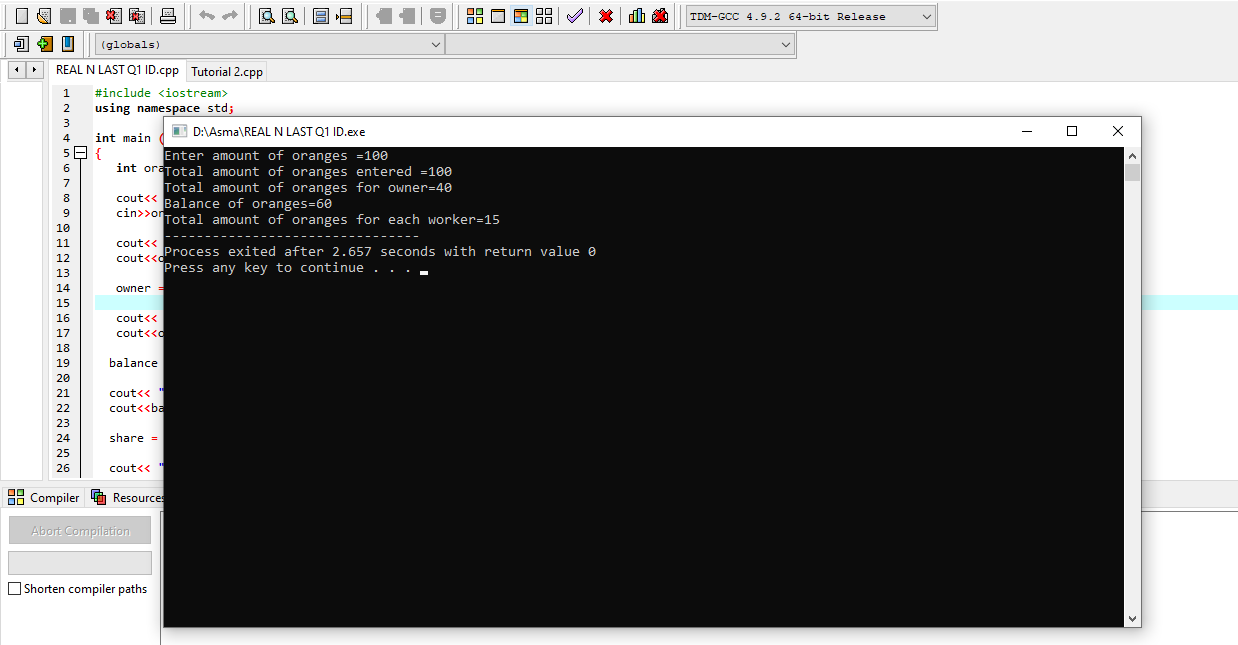 TDM-GCC 4.9.2 64-bit Release
(globals)
REAL N LAST Q1 ID.cpp Tutorial 2.cpp
1 #include <iostream>
2 using namespace std;
3
4 int main (
5 {
6 int ora
7
8 cout<<
9 cin>>or
10
11 cout<<
12 cout<<o
13
14 owner =
15
16 cout<<
17 cout<<o
18
19 balance
20
21 cout<< "
22 cout<<ba
23
24 share =
25
26 cout<< "
D:\Asma\REAL N LAST Q1 ID.exe
Enter amount of oranges =100
Total amount of oranges entered =100
Total amount of oranges for owner=40
Balance of oranges=60
Total amount of oranges for each worker=15
--------------------------------
Process exited after 2.657 seconds with return value 0
Press any key to continue . . .
Compiler Resources
Abort Compilation
Shorten compiler paths